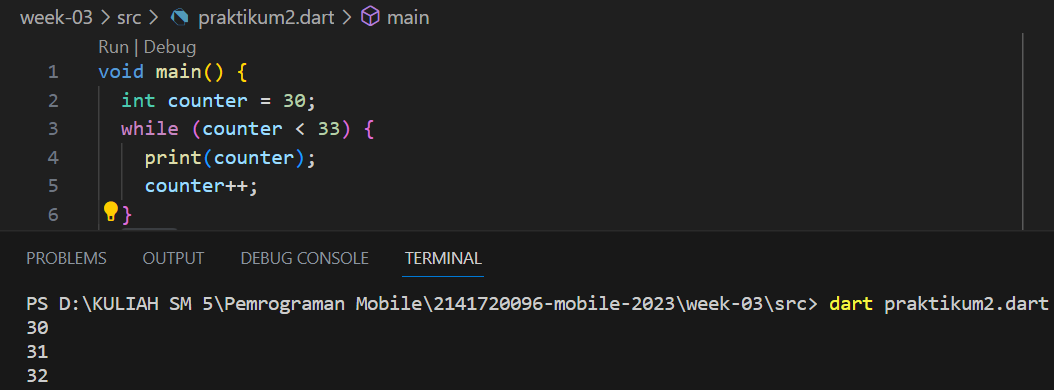 week-03 > src > praktikum2.dart > main
Run | Debug
1 void main() {
2 int counter = 30;
3 while (counter < 33) {
4 print(counter);
5 counter++;
6 }
PROBLEMS OUTPUT DEBUG CONSOLE TERMINAL
PS D:\KULIAH SM 5\Pemrograman Mobile\2141720096-mobile-2023\week-03\src> dart praktikum2.dart
30
31
32